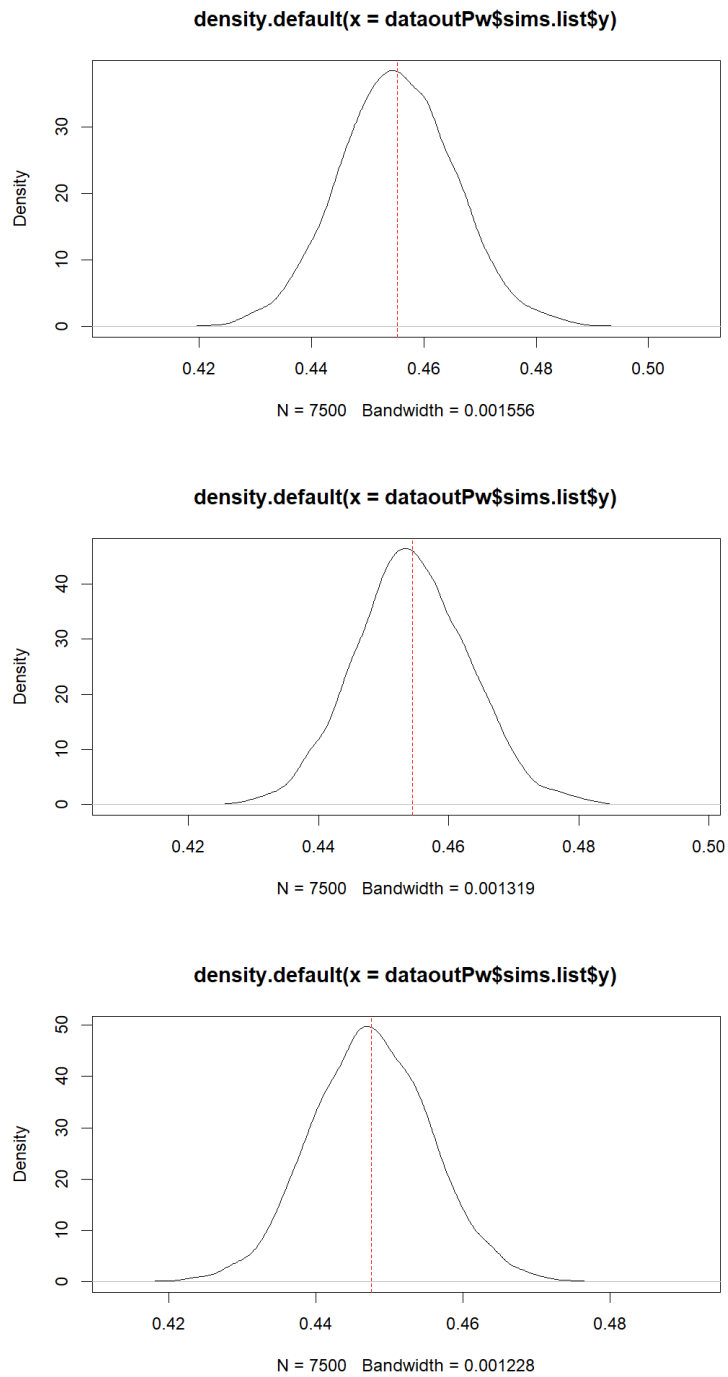 density.default(x = dataoutPw$sims.list$y)
Density
30
20
10
0
0.42 0.44 0.46 0.48 0.50
N = 7500 Bandwidth = 0.001556
density.default(x = dataoutPw$sims.list$y)
Density
40
30
20
10
0
0.42 0.44 0.46 0.48 0.50
N = 7500 Bandwidth = 0.001319
density.default(x = dataoutPw$sims.list$y)
Density
50
40
30
20
10
0
0.42 0.44 0.46 0.48
N = 7500 Bandwidth = 0.001228